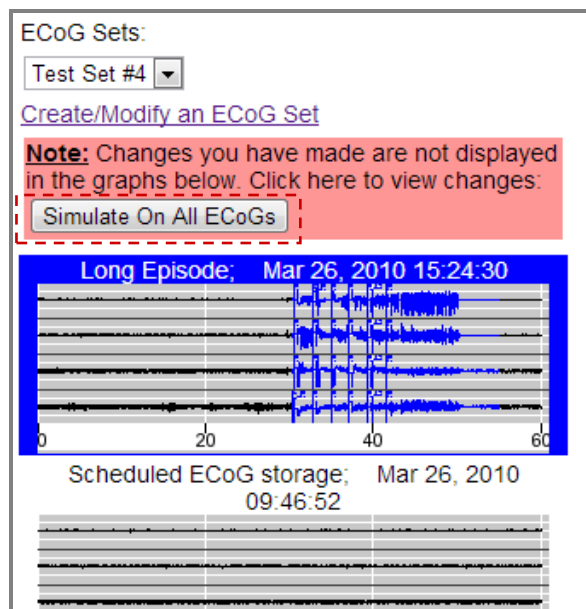 ECoG Sets:
Test Set #4
Create/Modify an ECoG Set
Note: Changes you have made are not displayed
in the graphs below. Click here to view changes:
Simulate On All ECoGs
Long Episode; Mar 26, 2010 15:24:30
0 20 40 60
Scheduled ECoG storage; Mar 26, 2010
09:46:52